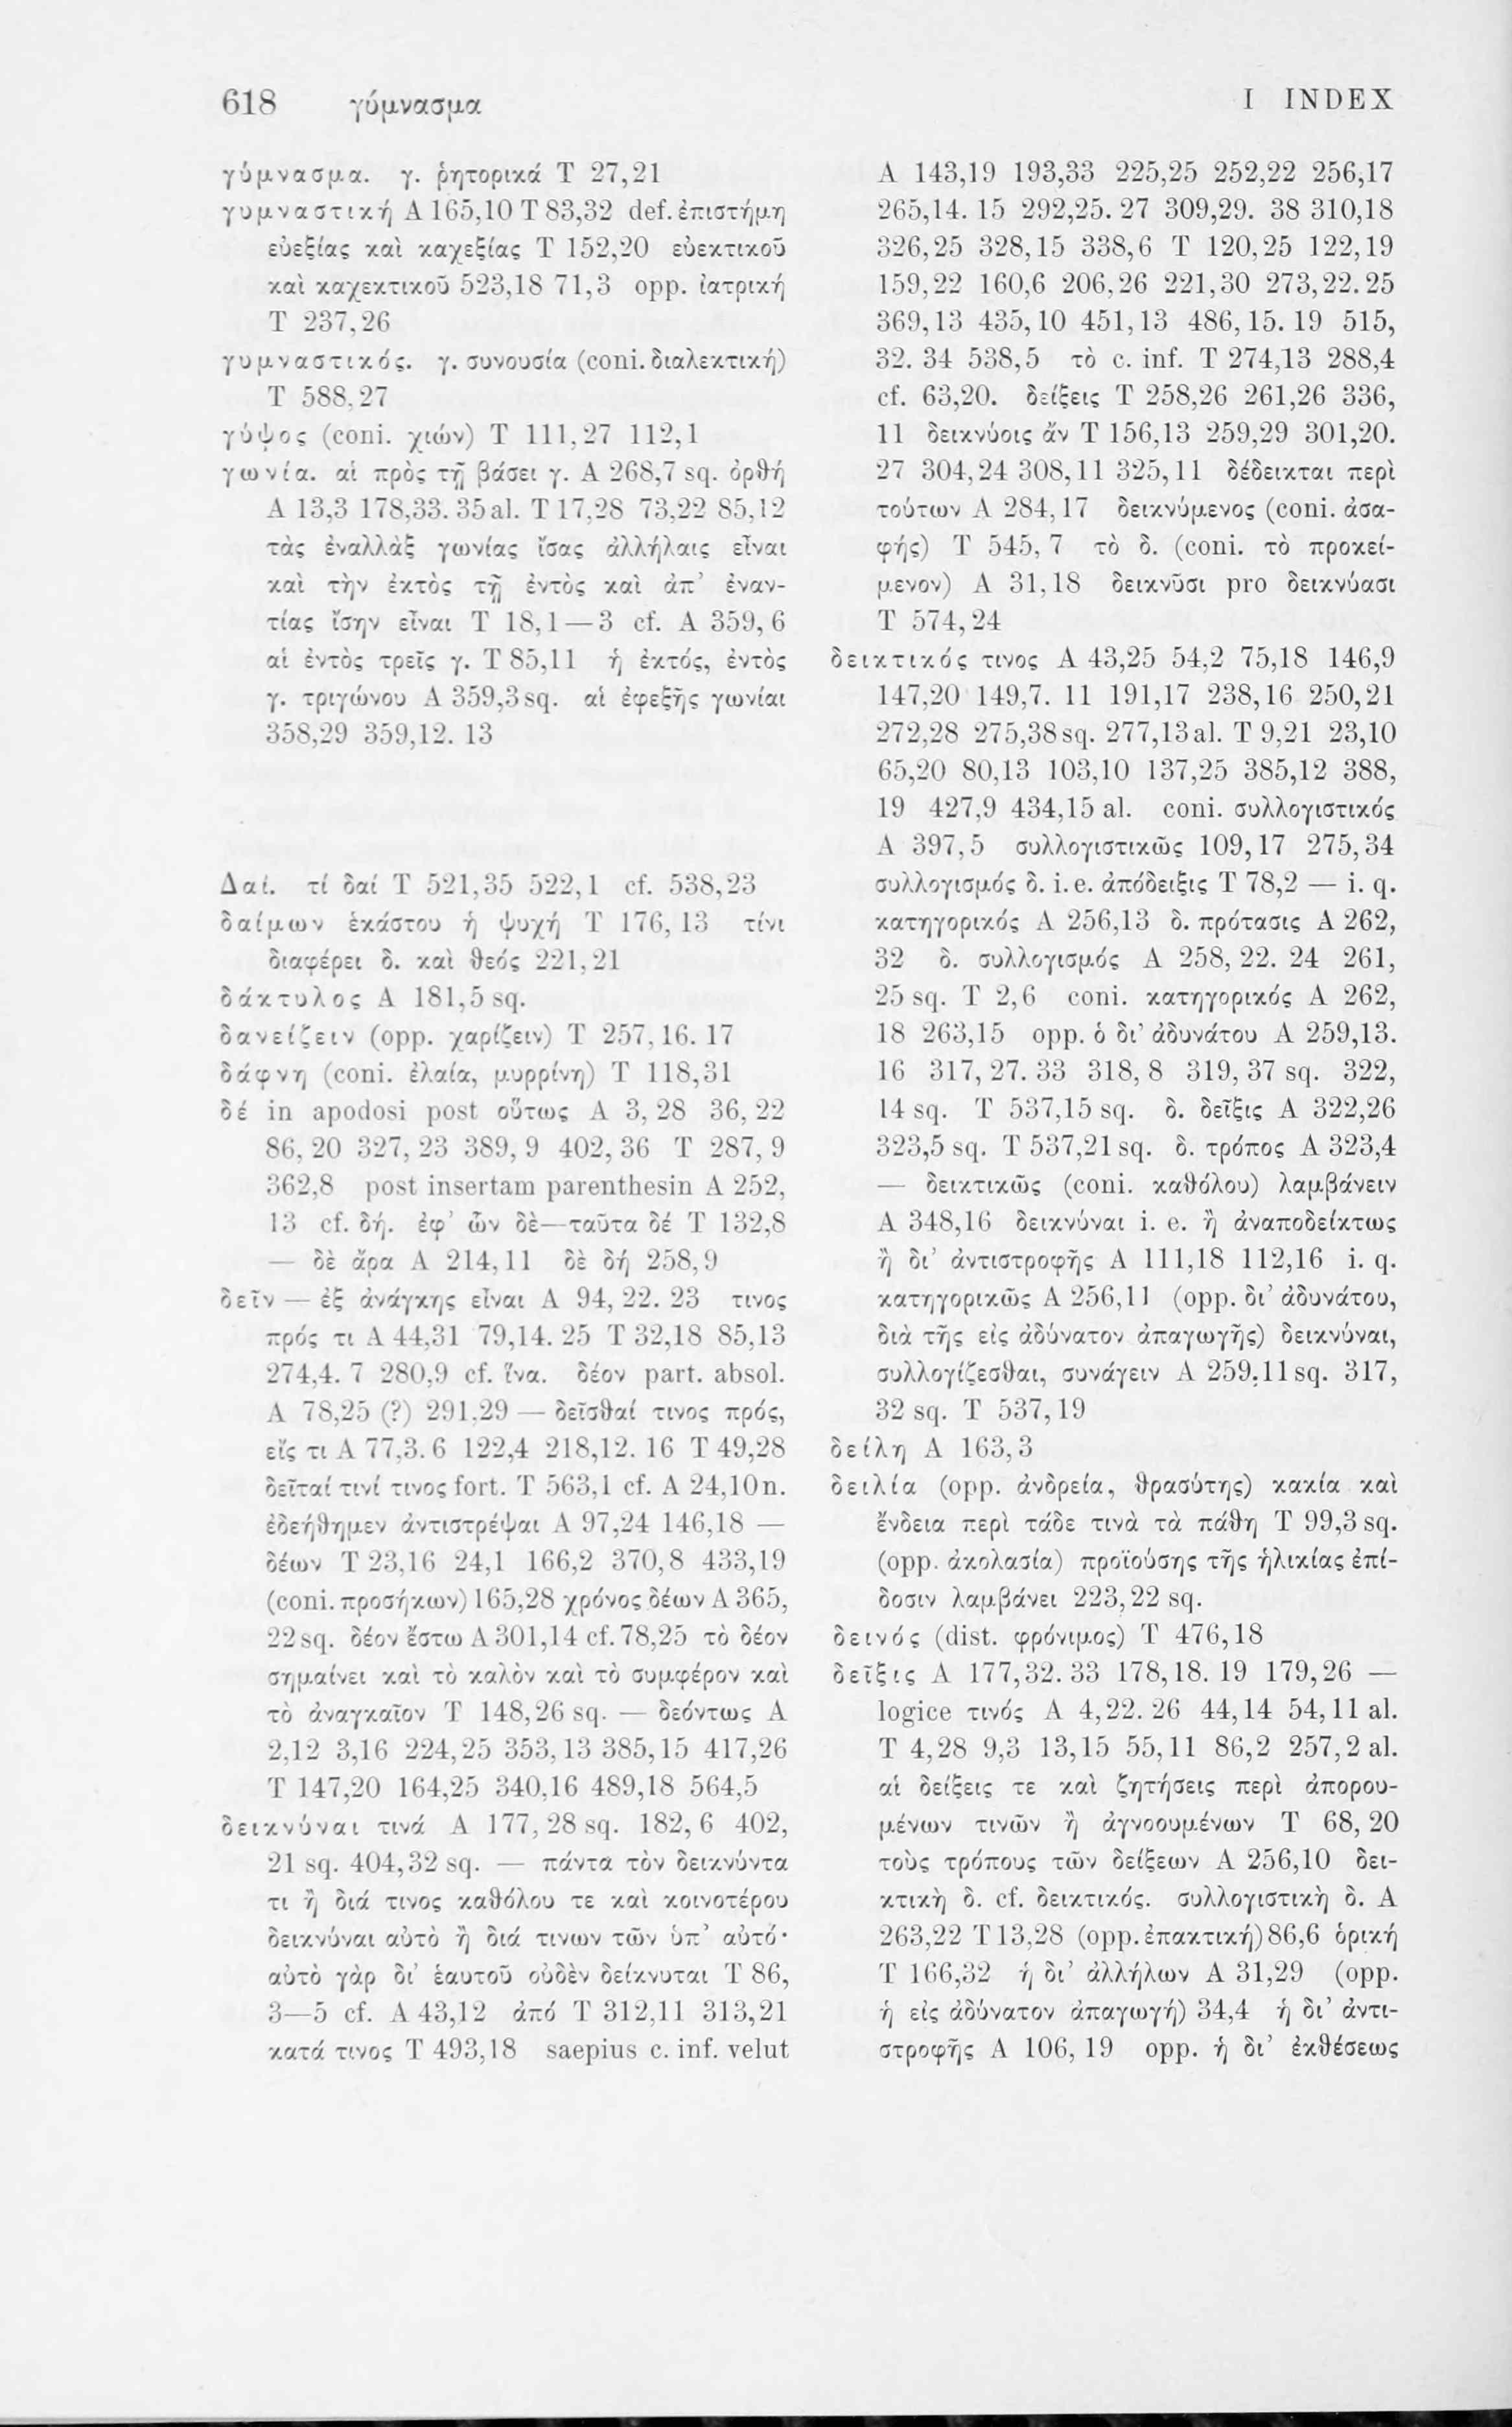 618 γύμνασμα
I INDEX
γύμνασμα. γ. ῥητορικά T 27,21
γυμναστική A 165,10 T 83,32 def. ἐπιστήμη
εὐεξίας καὶ καχεξίας T 152,20 εὐεκτικοῦ
καὶ καχεκτικοῦ 523,18 71,3 opp. ἰατρική
T 237,26
γυμναστικός. γ. συνουσία (coni. διαλεκτική)
T 588,27
γύψος (coni. χιών) T 111,27 112,1
γωνία. αἱ πρὸς τῇ βάσει γ. A 268,7 sq. ὀρθή
A 13,3 178,33. 35 al. T 17,28 73,22 85,12
τὰς ἐναλλὰξ γωνίας ἴσας ἀλλήλαις εἶναι
καὶ τὴν ἐκτὸς τῇ ἐντὸς καὶ ἀπ’ ἐναν-
τίας ἴσην εἶναι T 18,1—3 cf. A 359,6
αἱ ἐντὸς τρεῖς γ. T 85,11 ἡ ἐκτός, ἐντὸς
γ. τριγώνου A 359,3 sq. αἱ ἐφεξῆς γωνίαι
358,29 359,12. 13
Δαί. τί δαί T 521,35 522,1 cf. 538,23
δαίμων ἑκάστου ἡ ψυχή T 176,13 τίνι
διαφέρει δ. καὶ θεός 221,21
δάκτυλος A 181,5 sq.
δανείζειν (opp. χαρίζειν) T 257,16. 17
δάφνη (coni. ἐλαία, μυρρίνη) T 118,31
δέ in apodosi post οὕτως A 3,28 36,22
86,20 327,23 389,9 402,36 T 287,9
362,8 post insertam parenthesin A 252,
13 cf. δή. ἐφ’ ὧν δὲ—ταῦτα δέ T 132,8
— δὲ ἄρα A 214,11 δὲ δή 258,9
δεῖν — ἐξ ἀνάγκης εἶναι A 94,22. 23 τινος
πρός τι A 44,31 79,14. 25 T 32,18 85,13
274,4. 7 280,9 cf. ἵνα. δέον part. absol.
A 78,25 (?) 291,29 — δεῖσθαί τινος πρός,
εἴς τι A 77,3. 6 122,4 218,12. 16 T 49,28
δεῖταί τινί τινος fort. T 563,1 cf. A 24,10 n.
ἐδεήθημεν ἀντιστρέψαι A 97,24 146,18 —
δέων T 23,16 24,1 166,2 370,8 433,19
(coni. προσήκων) 165,28 χρόνος δέων A 365,
22 sq. δέον ἔστω A 301,14 cf. 78,25 τὸ δέον
σημαίνει καὶ τὸ καλὸν καὶ τὸ συμφέρον καὶ
τὸ ἀναγκαῖον T 148,26 sq. — δεόντως A
2,12 3,16 224,25 353,13 385,15 417,26
T 147,20 164,25 340,16 489,18 564,5
δεικνύναι τινά A 177,28 sq. 182,6 402,
21 sq. 404,32 sq. — πάντα τὸν δεικνύντα
τι ἢ διά τινος καθόλου τε καὶ κοινοτέρου
δεικνύναι αὐτὸ ἢ διά τινων τῶν ὑπ’ αὐτό·
αὐτὸ γὰρ δι’ ἑαυτοῦ οὐδὲν δείκνυται T 86,
3—5 cf. A 43,12 ἀπό T 312,11 313,21
κατά τινος T 493,18 saepius c. inf. velut
A 143,19 193,33 225,25 252,22 256,17
265,14. 15 292,25. 27 309,29. 38 310,18
326,25 328,15 338,6 T 120,25 122,19
159,22 160,6 206,26 221,30 273,22. 25
369,13 435,10 451,13 486,15. 19 515,
32. 34 538,5 τὸ c. inf. T 274,13 288,4
cf. 63,20. δείξεις T 258,26 261,26 336,
11 δεικνύοις ἄν T 156,13 259,29 301,20.
27 304,24 308,11 325,11 δέδεικται περὶ
τούτων A 284,17 δεικνύμενος (coni. ἀσα-
φής) T 545,7 τὸ δ. (coni. τὸ προκεί-
μενον) A 31,18 δεικνῦσι pro δεικνύασι
T 574,24
δεικτικός τινος A 43,25 54,2 75,18 146,9
147,20 149,7. 11 191,17 238,16 250,21
272,28 275,38 sq. 277,13 al. T 9,21 23,10
65,20 80,13 103,10 137,25 385,12 388,
19 427,9 434,15 al. coni. συλλογιστικός
A 397,5 συλλογιστικῶς 109,17 275,34
συλλογισμός δ. i. e. ἀπόδειξις T 78,2 — i. q.
κατηγορικός A 256,13 δ. πρότασις A 262,
32 δ. συλλογισμός A 258,22. 24 261,
25 sq. T 2,6 coni. κατηγορικός A 262,
18 263,15 opp. ὁ δι’ ἀδυνάτου A 259,13.
16 317,27. 33 318,8 319,37 sq. 322,
14 sq. T 537,15 sq. δ. δεῖξις A 322,26
323,5 sq. T 537,21 sq. δ. τρόπος A 323,4
— δεικτικῶς (coni. καθόλου) λαμβάνειν
A 348,16 δεικνύναι i. e. ἢ ἀναποδείκτως
ἢ δι’ ἀντιστροφῆς A 111,18 112,16 i. q.
κατηγορικῶς A 256,11 (opp. δι’ ἀδυνάτου,
διὰ τῆς εἰς ἀδύνατον ἀπαγωγῆς) δεικνύναι,
συλλογίζεσθαι, συνάγειν A 259,11 sq. 317,
32 sq. T 537,19
δείλη A 163,3
δειλία (opp. ἀνδρεία, θρασύτης) κακία καὶ
ἔνδεια περὶ τάδε τινὰ τὰ πάθη T 99,3 sq.
(opp. ἀκολασία) προϊούσης τῆς ἡλικίας ἐπί-
δοσιν λαμβάνει 223,22 sq.
δεινός (dist. φρόνιμος) T 476,18
δεῖξις A 177,32. 33 178,18. 19 179,26 —
logice τινός A 4,22. 26 44,14 54,11 al.
T 4,28 9,3 13,15 55,11 86,2 257,2 al.
αἱ δείξεις τε καὶ ζητήσεις περὶ ἀπορου-
μένων τινῶν ἢ ἀγνοουμένων T 68,20
τοὺς τρόπους τῶν δείξεων A 256,10 δει-
κτικὴ δ. cf. δεικτικός. συλλογιστικὴ δ. A
263,22 T 13,28 (opp. ἐπακτική) 86,6 ὁρική
T 166,32 ἡ δι’ ἀλλήλων A 31,29 (opp.
ἡ εἰς ἀδύνατον ἀπαγωγή) 34,4 ἡ δι’ ἀντι-
στροφῆς A 106,19 opp. ἡ δι’ ἐκθέσεως